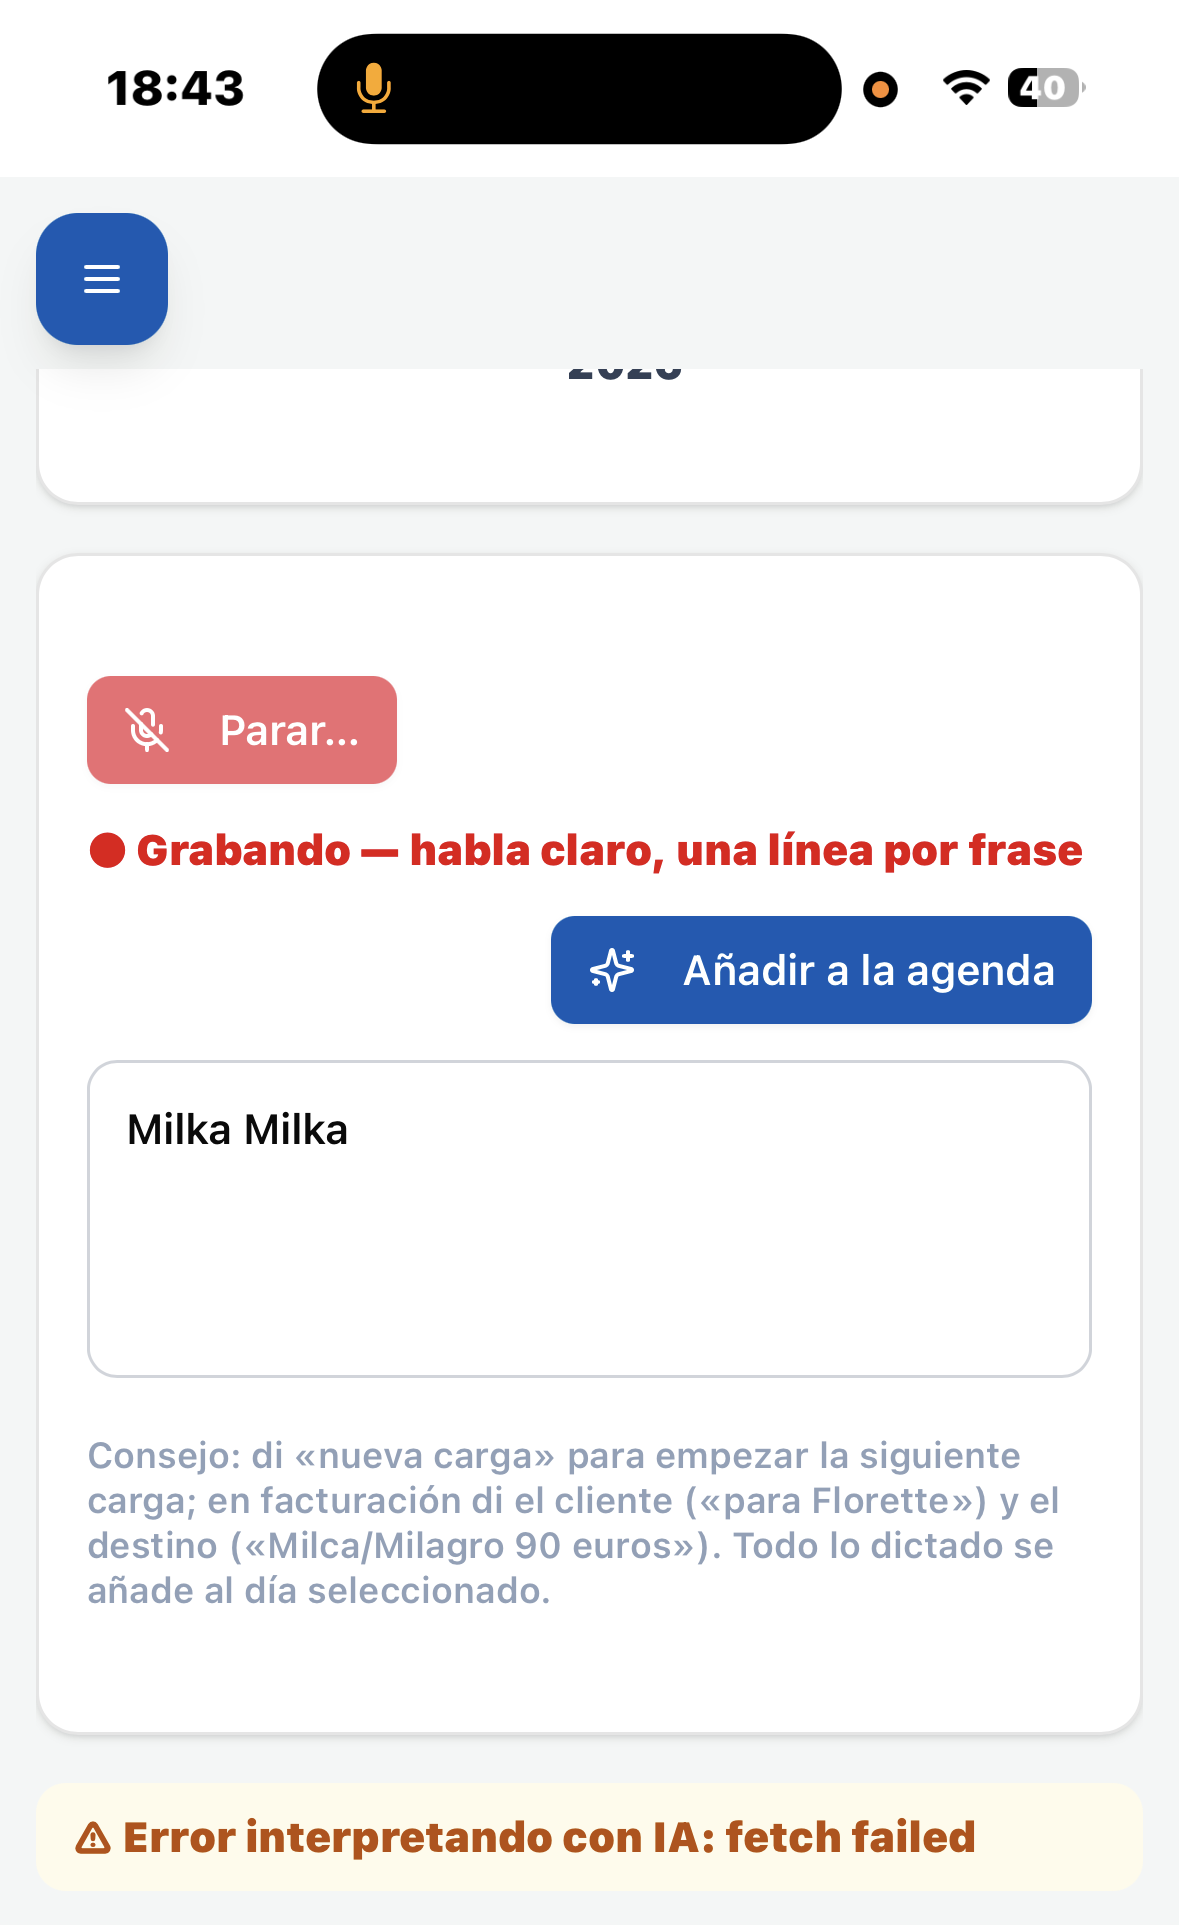 18:43
40
Parar...
Grabando — habla claro, una línea por frase
Añadir a la agenda
Milka Milka
Consejo: di «nueva carga» para empezar la siguiente
carga; en facturación di el cliente («para Florette») y el
destino («Milca/Milagro 90 euros»). Todo lo dictado se
añade al día seleccionado.
Error interpretando con IA: fetch failed